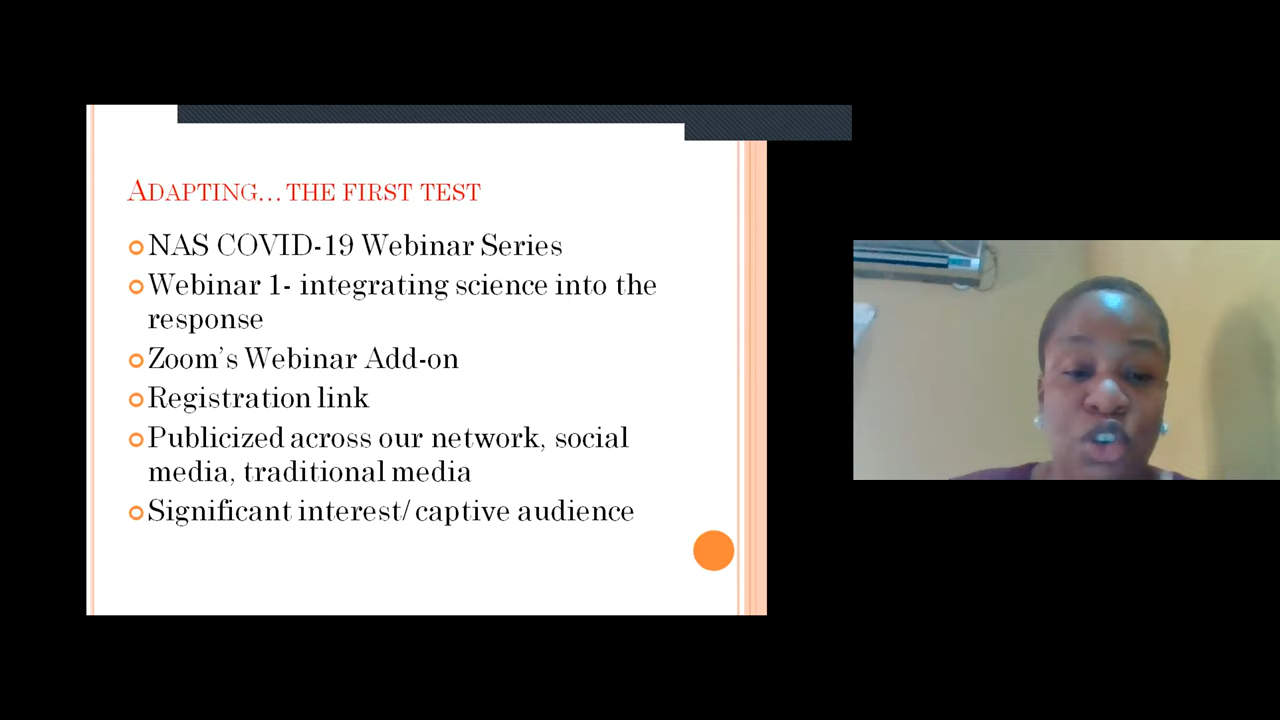 ADAPTING... THE FIRST TEST
NAS COVID-19 Webinar Series
Webinar 1- integrating science into the
response
Zoom's Webinar Add-on
Registration link
Publicized across our network, social
media, traditional media
Significant interest/ captive audience